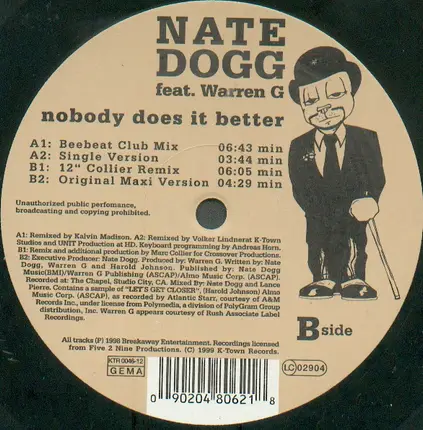 NATE
DOGG
feat. Warren G
nobody does it better
A1: Beebeat Club Mix 06:43 min
A2: Single Version 03:44 min
B1: 12" Collier Remix 06:05 min
B2: Original Maxi Version 04:29 min
Unauthorized public perfomance,
broadcasting and copying prohibited.
A1: Remixed by Kalvin Madizon. A2: Remixed by Volker Lindnerat K-Town
Studios and UNIT Production at HD. Keyboard programming by Andreas Horn.
B1: Remix and additional production by Marc Collier for Crossover Productions.
B2: Executive Producer: Nate Dogg. Produced by: Warren G. Written by: Nate
Dogg, Warren G and Harold Johnson. Published by: Nate Dogg
Music(BMI)/Warren G Publishing (ASCAP)/Almo Music Corp. (ASCAP).
Recorded at: The Chapel, Studio City, CA. Mixed By: Nate Dogg and Lance
Pierre. Contains a sample of "LET'S GET CLOSER", (Harold Johnson) Almo
Music Corp. (ASCAP), as recorded by Atlantic Starr, courtesy of A&M
Records Inc., under license from Polymedia, a division of PolyGram Group
distribution, Inc. Warren G appears courtesy of Rush Associate Label
Recordings.
B side
All tracks (P) 1998 Breakaway Entertainment. Recordings licensed
from Five 2 Nine Productions. (C) 1999 K-Town Records.
KTR 0046-12
GEMA
LC 02904
0 90204 80621 8